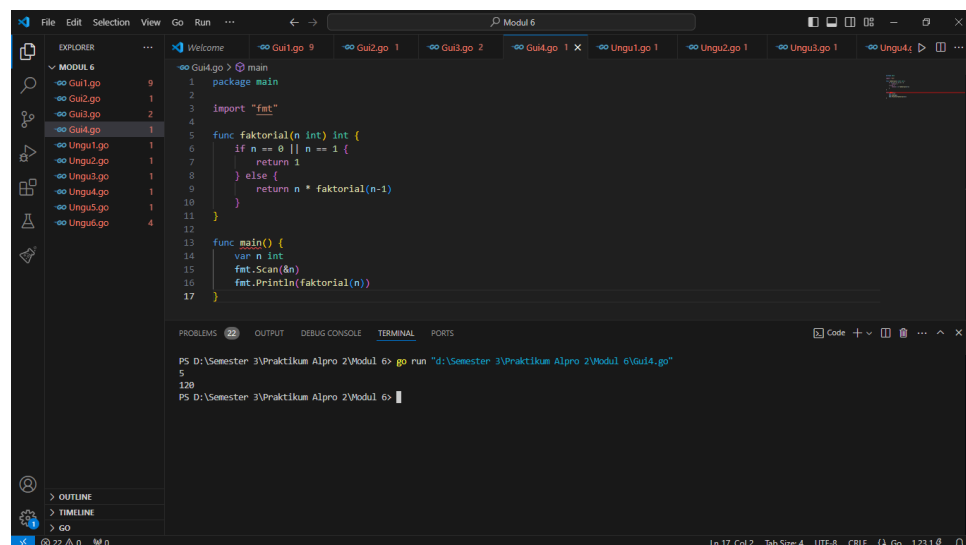 File Edit Selection View Go Run ... Modul 6
EXPLORER ...
MODUL 6
Gui1.go 9
Gui2.go 1
Gui3.go 2
Gui4.go 1
Ungu1.go 1
Ungu2.go 1
Ungu3.go 1
Ungu4.go 1
Ungu5.go 1
Ungu6.go 4
OUTLINE
TIMELINE
GO
Welcome Gui1.go 9 Gui2.go 1 Gui3.go 2 Gui4.go 1 Ungu1.go 1 Ungu2.go 1 Ungu3.go 1 Ungu4.g ...
Gui4.go > main
1 package main
2
3 import "fmt"
4
5 func faktorial(n int) int {
6 if n == 0 || n == 1 {
7 return 1
8 } else {
9 return n * faktorial(n-1)
10 }
11 }
12
13 func main() {
14 var n int
15 fmt.Scan(&n)
16 fmt.Println(faktorial(n))
17 }
PROBLEMS 22 OUTPUT DEBUG CONSOLE TERMINAL PORTS Code ...
PS D:\Semester 3\Praktikum Alpro 2\Modul 6> go run "d:\Semester 3\Praktikum Alpro 2\Modul 6\Gui4.go"
5
120
PS D:\Semester 3\Praktikum Alpro 2\Modul 6>
1
22 0 0 Ln 17, Col 2 Tab Size: 4 UTF-8 CRLF Go 1.23.1